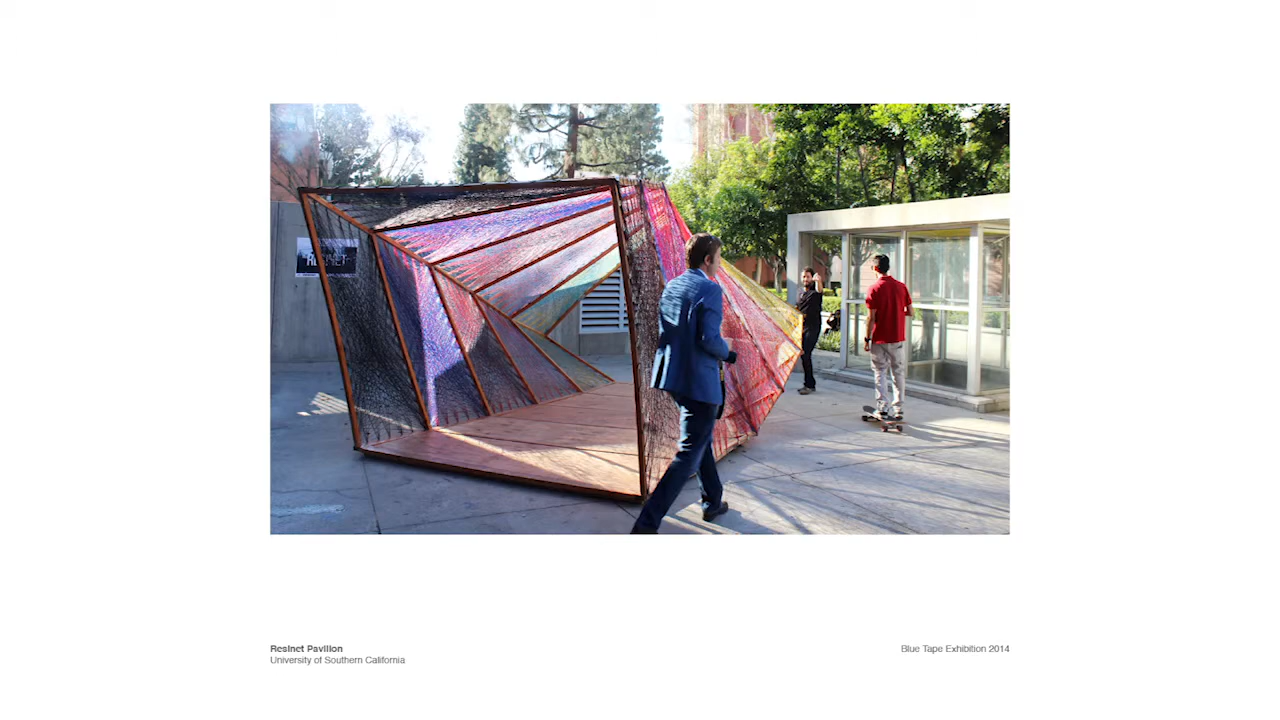 Resinet Pavilion
University of Southern California
Blue Tape Exhibition 2014